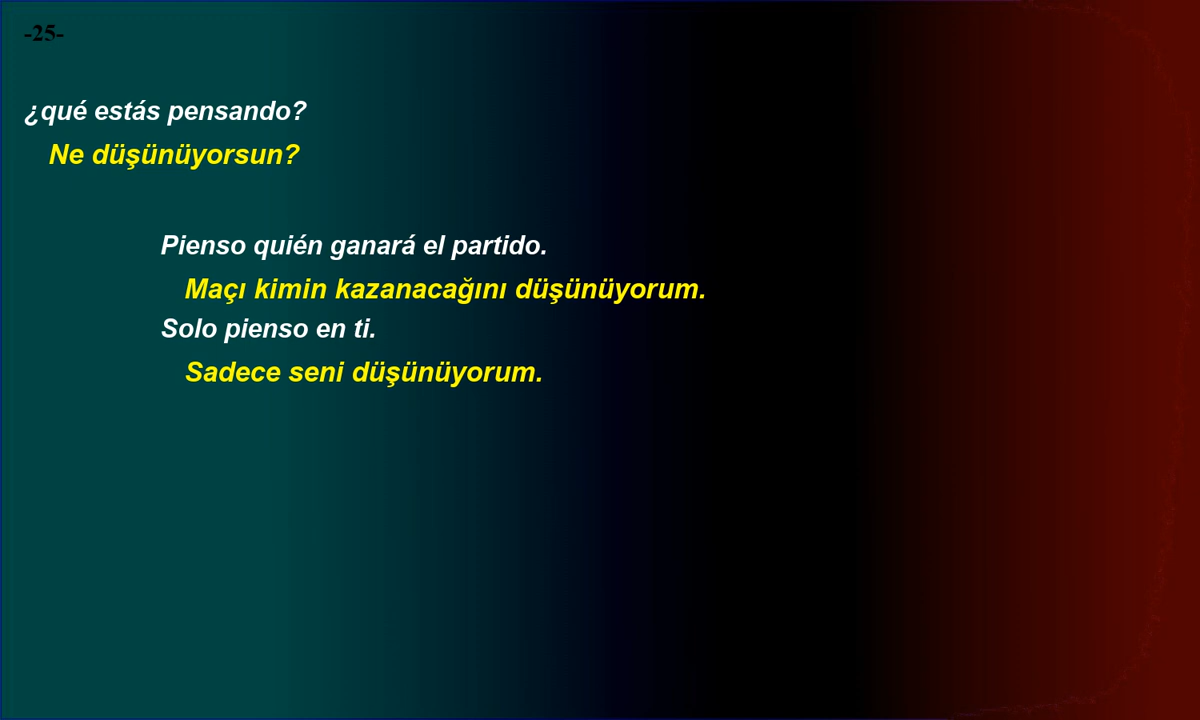 -25-
¿qué estás pensando?
Ne düşünüyorsun?
Pienso quién ganará el partido.
Maçı kimin kazanacağını düşünüyorum.
Solo pienso en ti.
Sadece seni düşünüyorum.